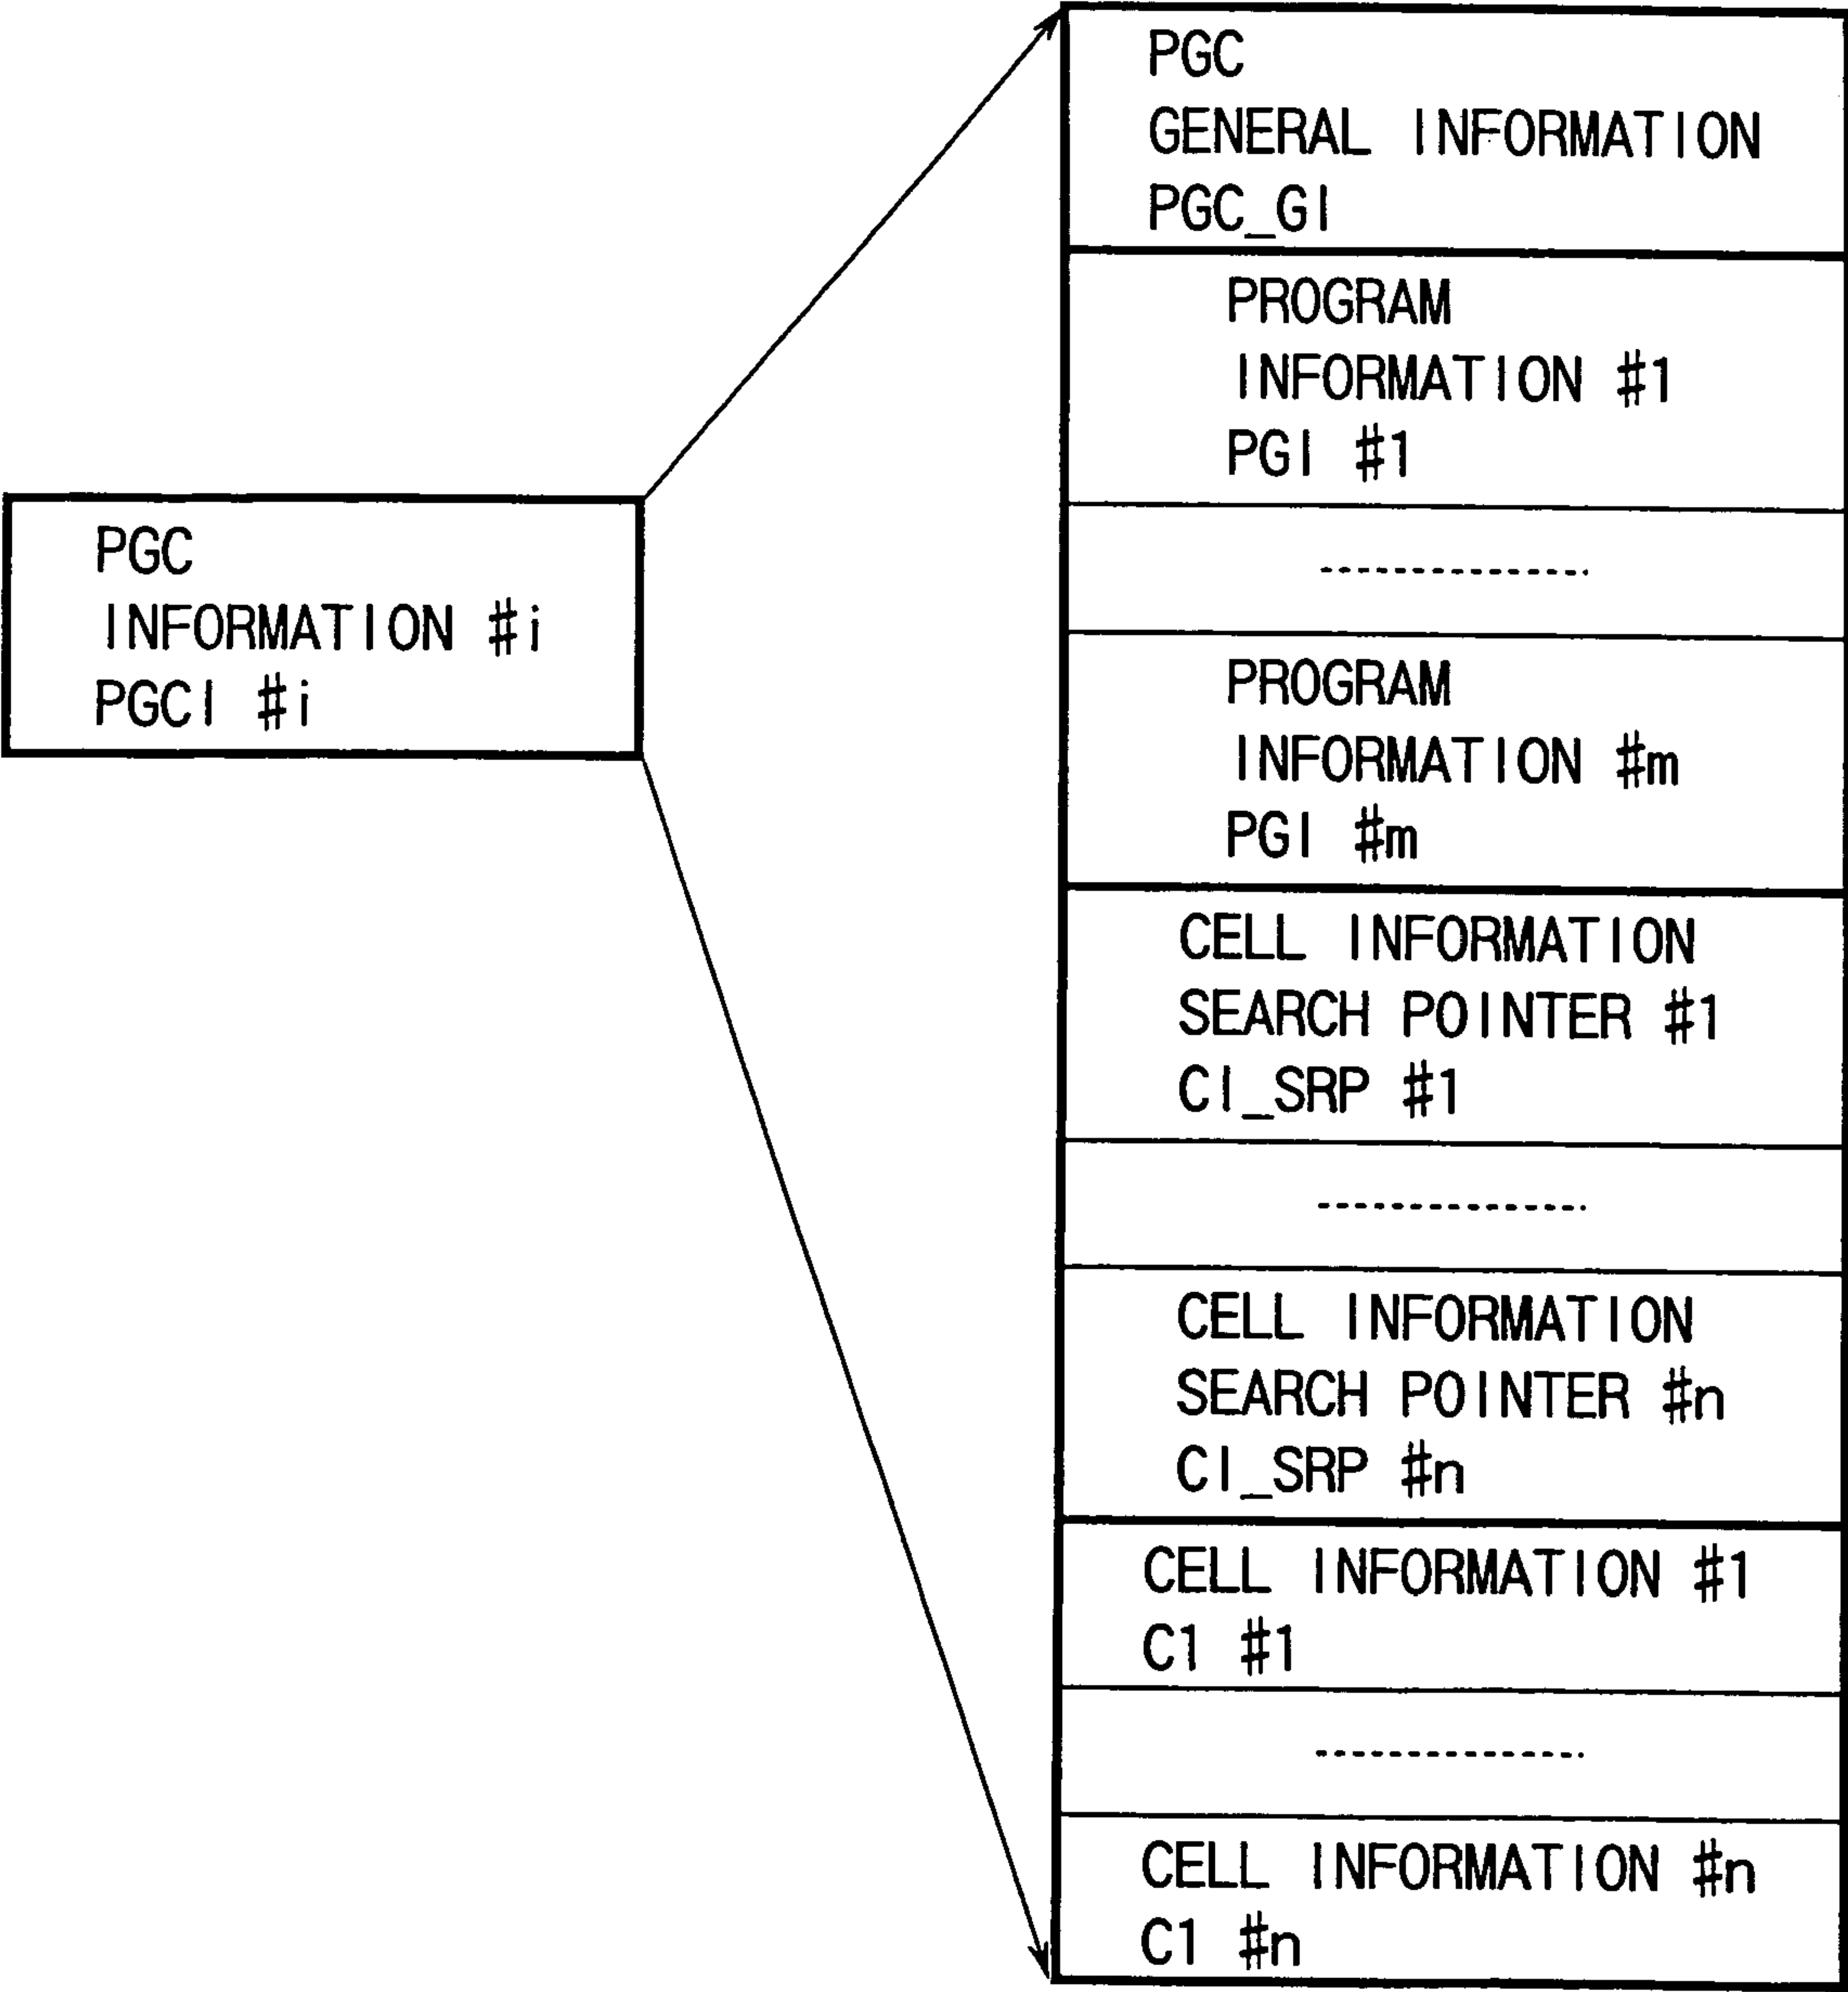 PGC
INFORMATION #i
PGCI #i
PGC
GENERAL INFORMATION
PGC_GI
PROGRAM
INFORMATION #1
PGI #1
PROGRAM
INFORMATION #m
PGI #m
CELL INFORMATION
SEARCH POINTER #1
CI_SRP #1
CELL INFORMATION
SEARCH POINTER #n
CI_SRP #n
CELL INFORMATION #1
C1 #1
CELL INFORMATION #n
C1 #n